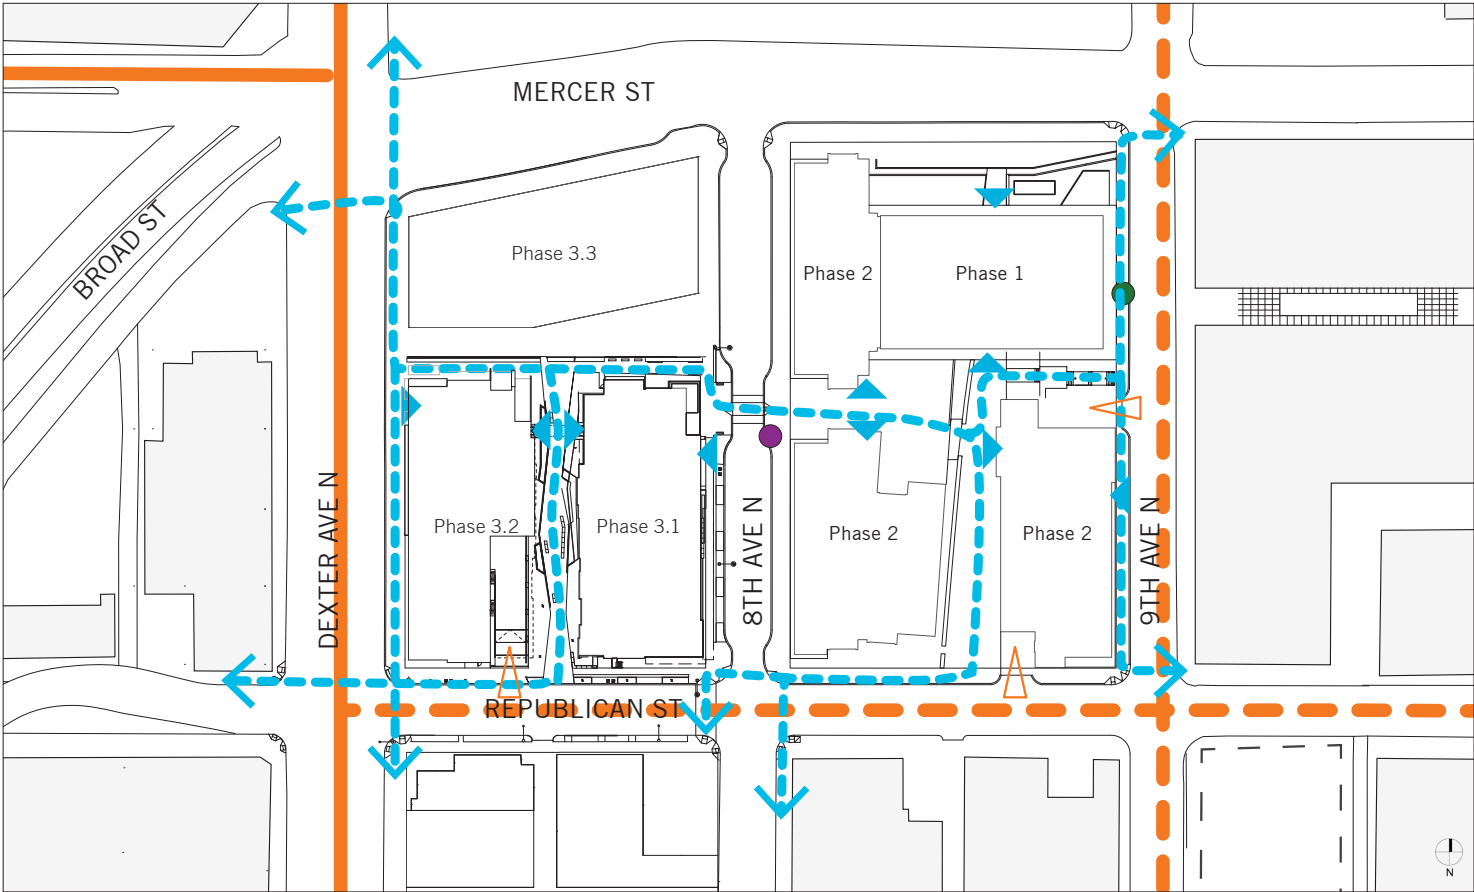 MERCER ST
BROAD ST
Phase 3.3
Phase 2
Phase 1
DEXTER AVE N
Phase 3.2
Phase 3.1
8TH AVE N
Phase 2
Phase 2
9TH AVE N
REPUBLICAN ST
N